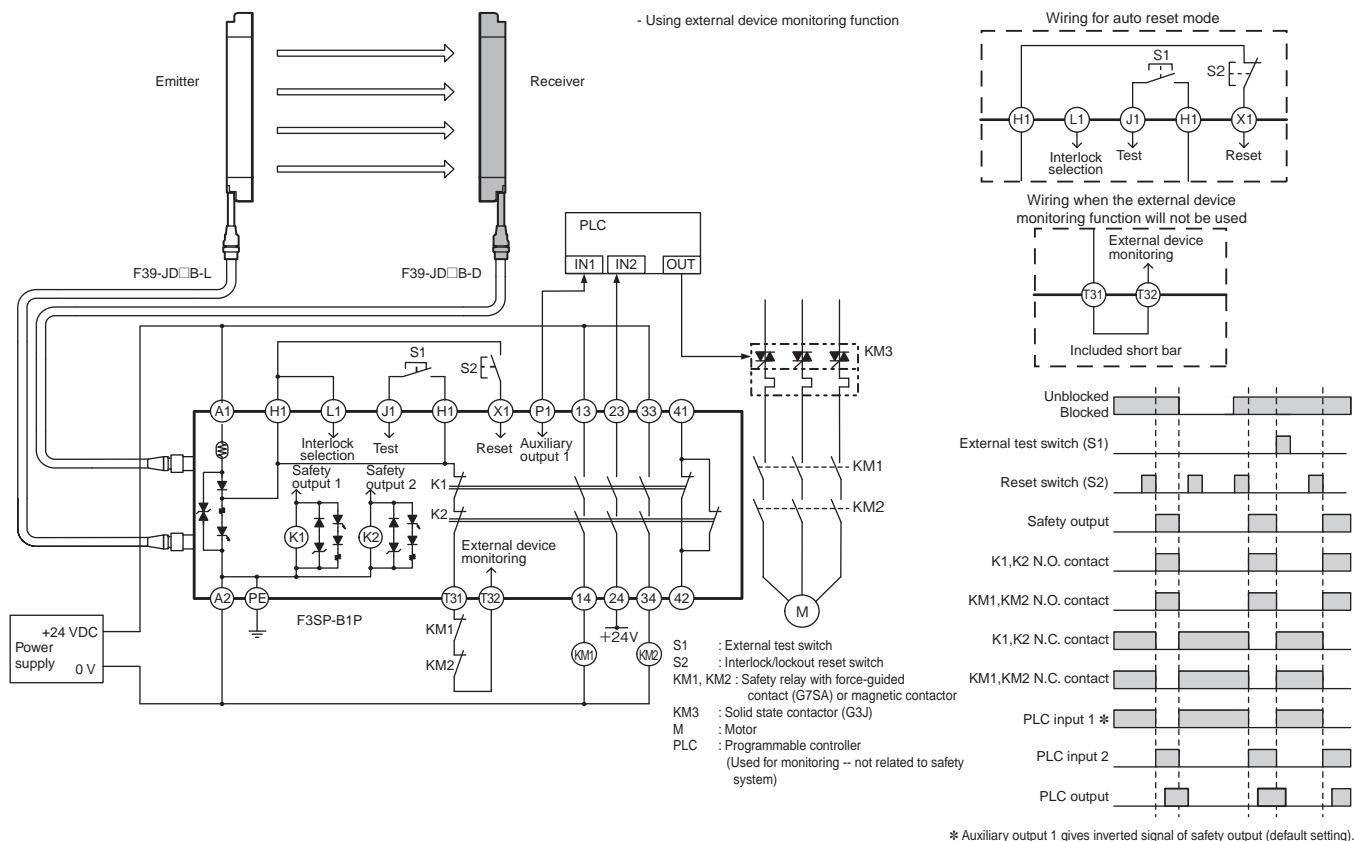 - Using external device monitoring function
Emitter
Receiver
F39-JD□B-L
F39-JD□B-D
PLC
IN1
IN2
OUT
KM3
S1
S2
A1
H1
L1
J1
H1
X1
P1
13
23
33
41
Interlock
selection
Test
Reset
Auxiliary
output 1
Safety
output 1
Safety
output 2
K1
K2
K1
K2
External device
monitoring
KM1
KM2
M
A2
PE
T31
T32
14
24
34
42
F3SP-B1P
+24V
KM1
KM2
KM1
KM2
+24 VDC
Power
supply
0 V
S1 : External test switch
S2 : Interlock/lockout reset switch
KM1, KM2 : Safety relay with force-guided
contact (G7SA) or magnetic contactor
KM3 : Solid state contactor (G3J)
M : Motor
PLC : Programmable controller
(Used for monitoring -- not related to safety
system)
Wiring for auto reset mode
S1
S2
H1
L1
J1
H1
X1
Interlock
selection
Test
Reset
Wiring when the external device
monitoring function will not be used
External device
monitoring
T31
T32
Included short bar
Unblocked
Blocked
External test switch (S1)
Reset switch (S2)
Safety output
K1,K2 N.O. contact
KM1,KM2 N.O. contact
K1,K2 N.C. contact
KM1,KM2 N.C. contact
PLC input 1 ✽
PLC input 2
PLC output
✽ Auxiliary output 1 gives inverted signal of safety output (default setting).